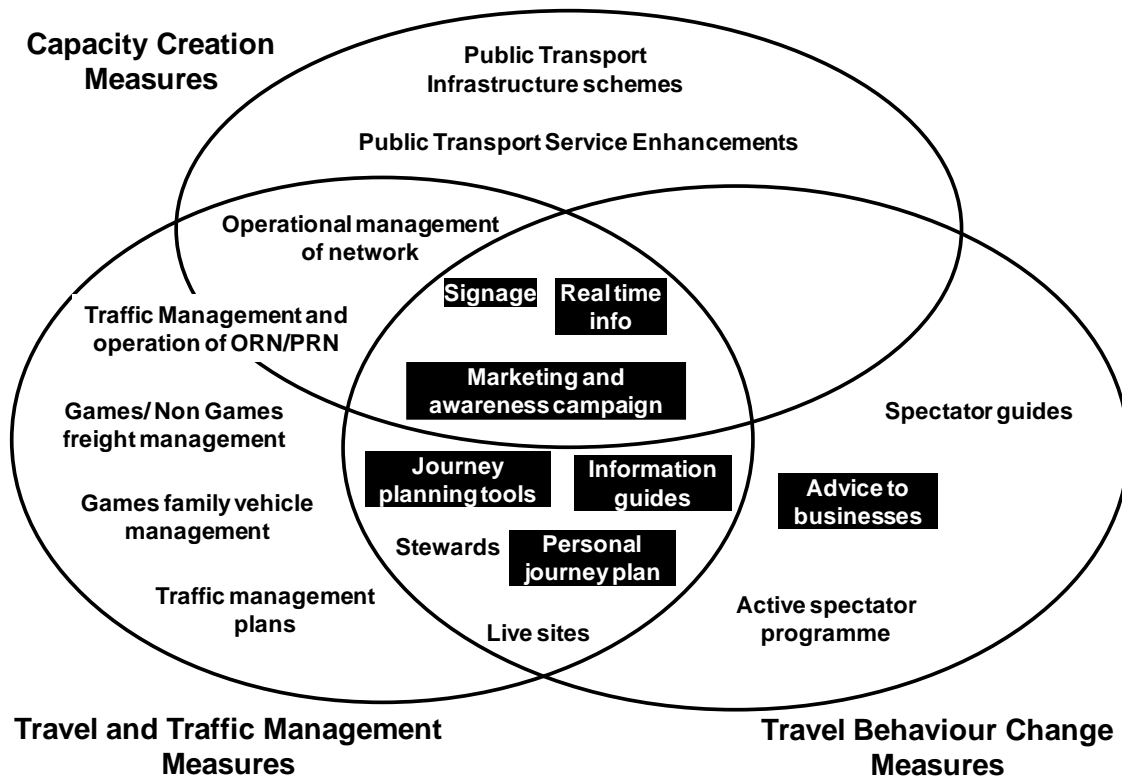 Capacity Creation
Measures
Public Transport
Infrastructure schemes
Public Transport Service Enhancements
Operational management
of network
Signage
Real time
info
Traffic Management and
operation of ORN/PRN
Marketing and
awareness campaign
Games/ Non Games
freight management
Spectator guides
Journey
planning tools
Information
guides
Advice to
businesses
Games family vehicle
management
Stewards
Personal
journey plan
Traffic management
plans
Live sites
Active spectator
programme
Travel and Traffic Management
Measures
Travel Behaviour Change
Measures